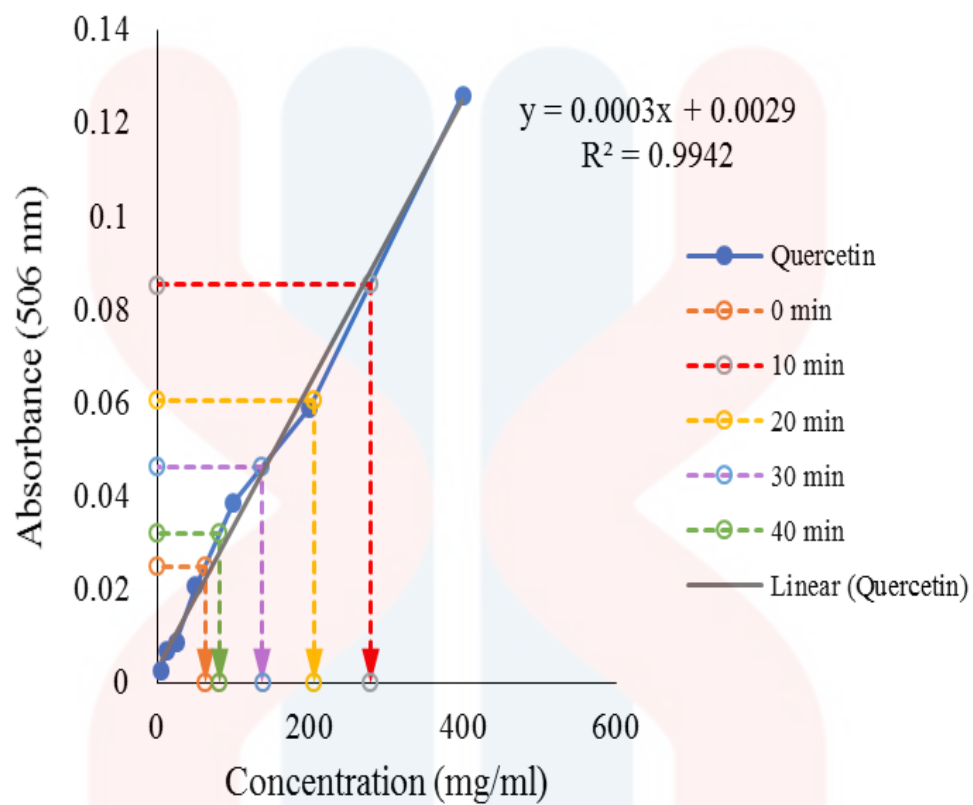 0.14
0.12
0.1
0.08
0.06
0.04
0.02
0
Absorbance (506 nm)
y = 0.0003x + 0.0029
R² = 0.9942
Quercetin
0 min
10 min
20 min
30 min
40 min
Linear (Quercetin)
0 200 400 600
Concentration (mg/ml)